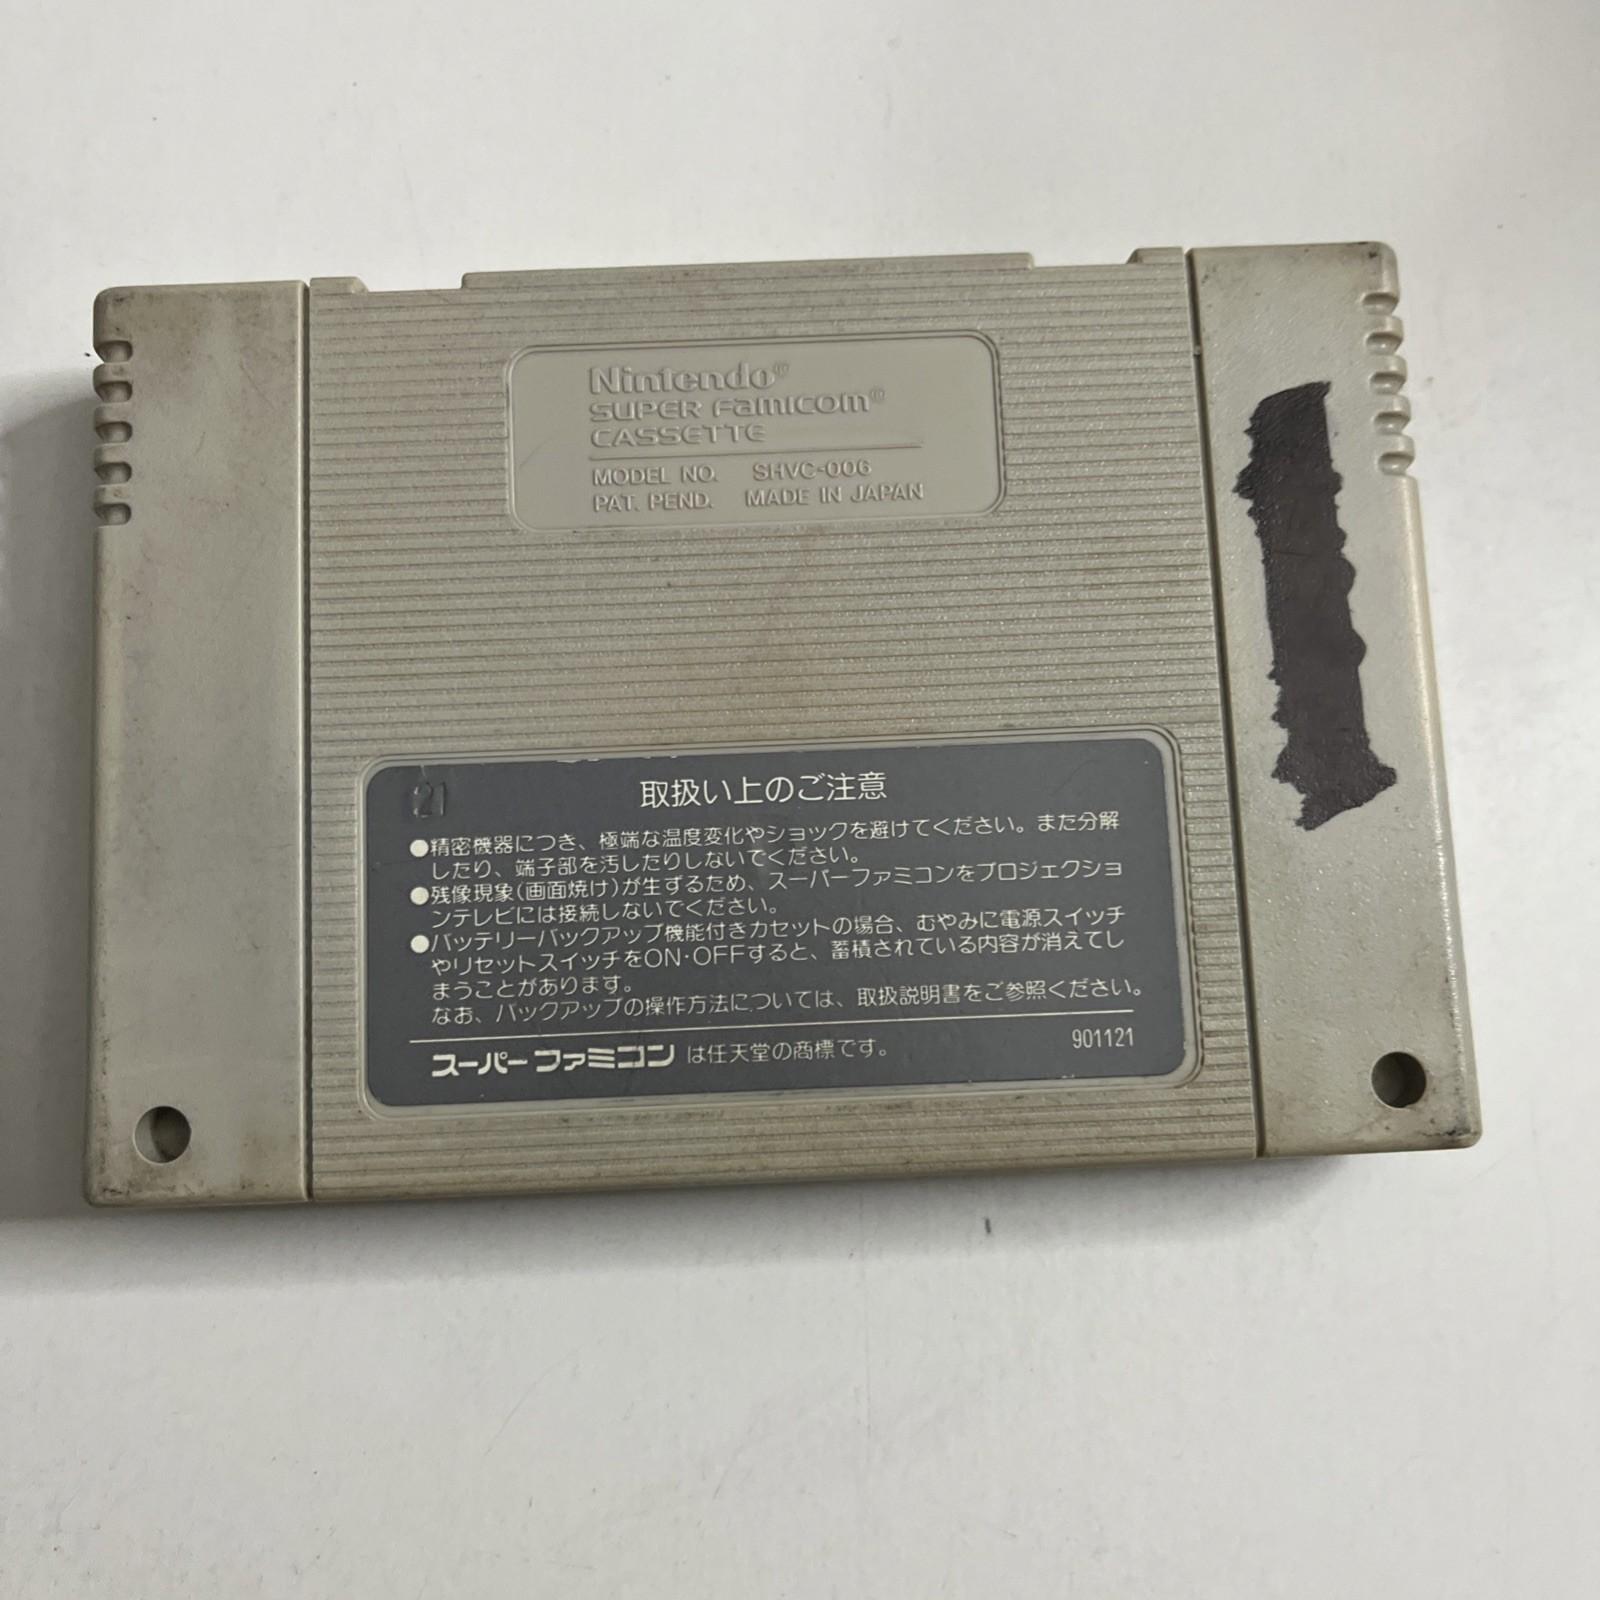 Nintendo®
SUPER FAMICOM®
CASSETTE
MODEL NO. SHVC-006
PAT. PEND. MADE IN JAPAN
21
取扱い上のご注意
●精密機器につき、極端な温度変化やショックを避けてください。また分解
したり、端子部を汚したりしないでください。
●残像現象(画面焼け)が生ずるため、スーパーファミコンをプロジェクショ
ンテレビには接続しないでください。
●バッテリーバックアップ機能付きカセットの場合、むやみに電源スイッチ
やリセットスイッチをON・OFFすると、蓄積されている内容が消えてし
まうことがあります。
なお、バックアップの操作方法については、取扱説明書をご参照ください。
スーパーファミコン は任天堂の商標です。
901121